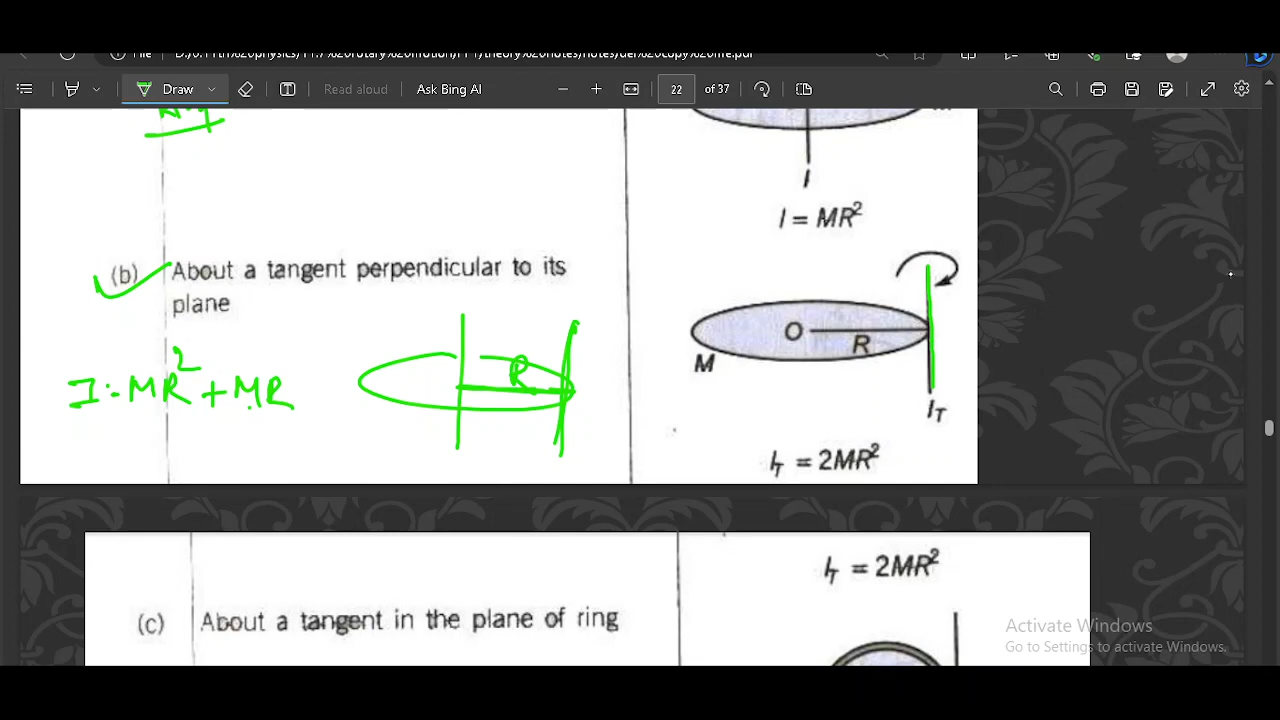 Draw
Read aloud
Ask Bing AI
22
of 37
I
I = MR²
(b) About a tangent perpendicular to its
plane
O
R
M
I_T
R
I:- MR² + MR
I_T = 2MR²
I_T = 2MR²
(c) About a tangent in the plane of ring
Activate Windows
Go to Settings to activate Windows.